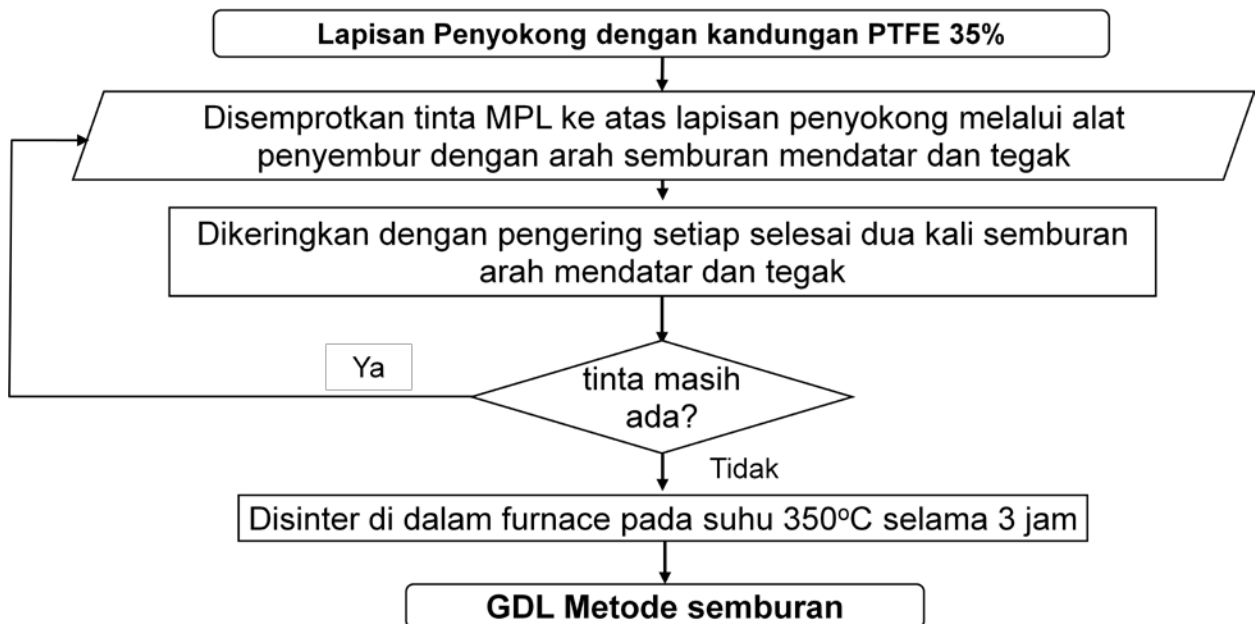 Lapisan Penyokong dengan kandungan PTFE 35%
Disemprotkan tinta MPL ke atas lapisan penyokong melalui alat
penyembur dengan arah semburan mendatar dan tegak
Dikeringkan dengan pengering setiap selesai dua kali semburan
arah mendatar dan tegak
Ya
tinta masih
ada?
Tidak
Disinter di dalam furnace pada suhu 350°C selama 3 jam
GDL Metode semburan